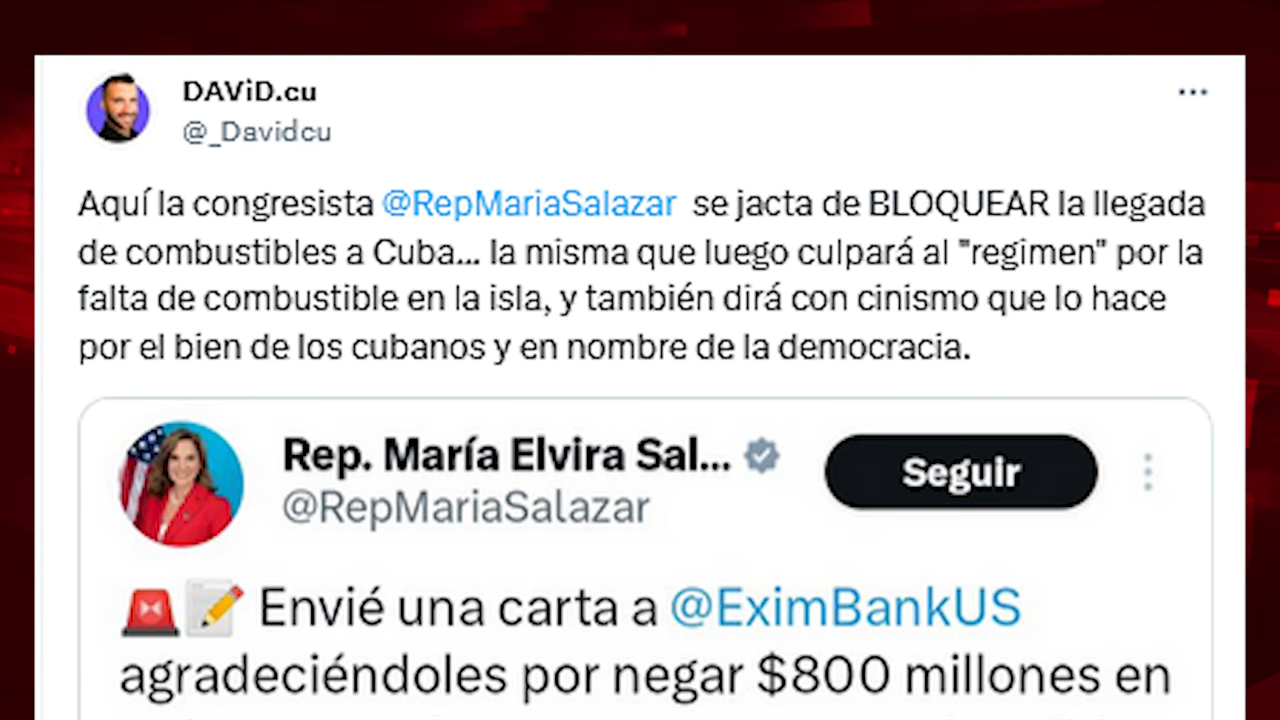 DAViD.cu
@_Davidcu
Aquí la congresista @RepMariaSalazar se jacta de BLOQUEAR la llegada
de combustibles a Cuba... la misma que luego culpará al "regimen" por la
falta de combustible en la isla, y también dirá con cinismo que lo hace
por el bien de los cubanos y en nombre de la democracia.
Rep. María Elvira Sal...
Seguir
@RepMariaSalazar
Envié una carta a @EximBankUS
agradeciéndoles por negar $800 millones en